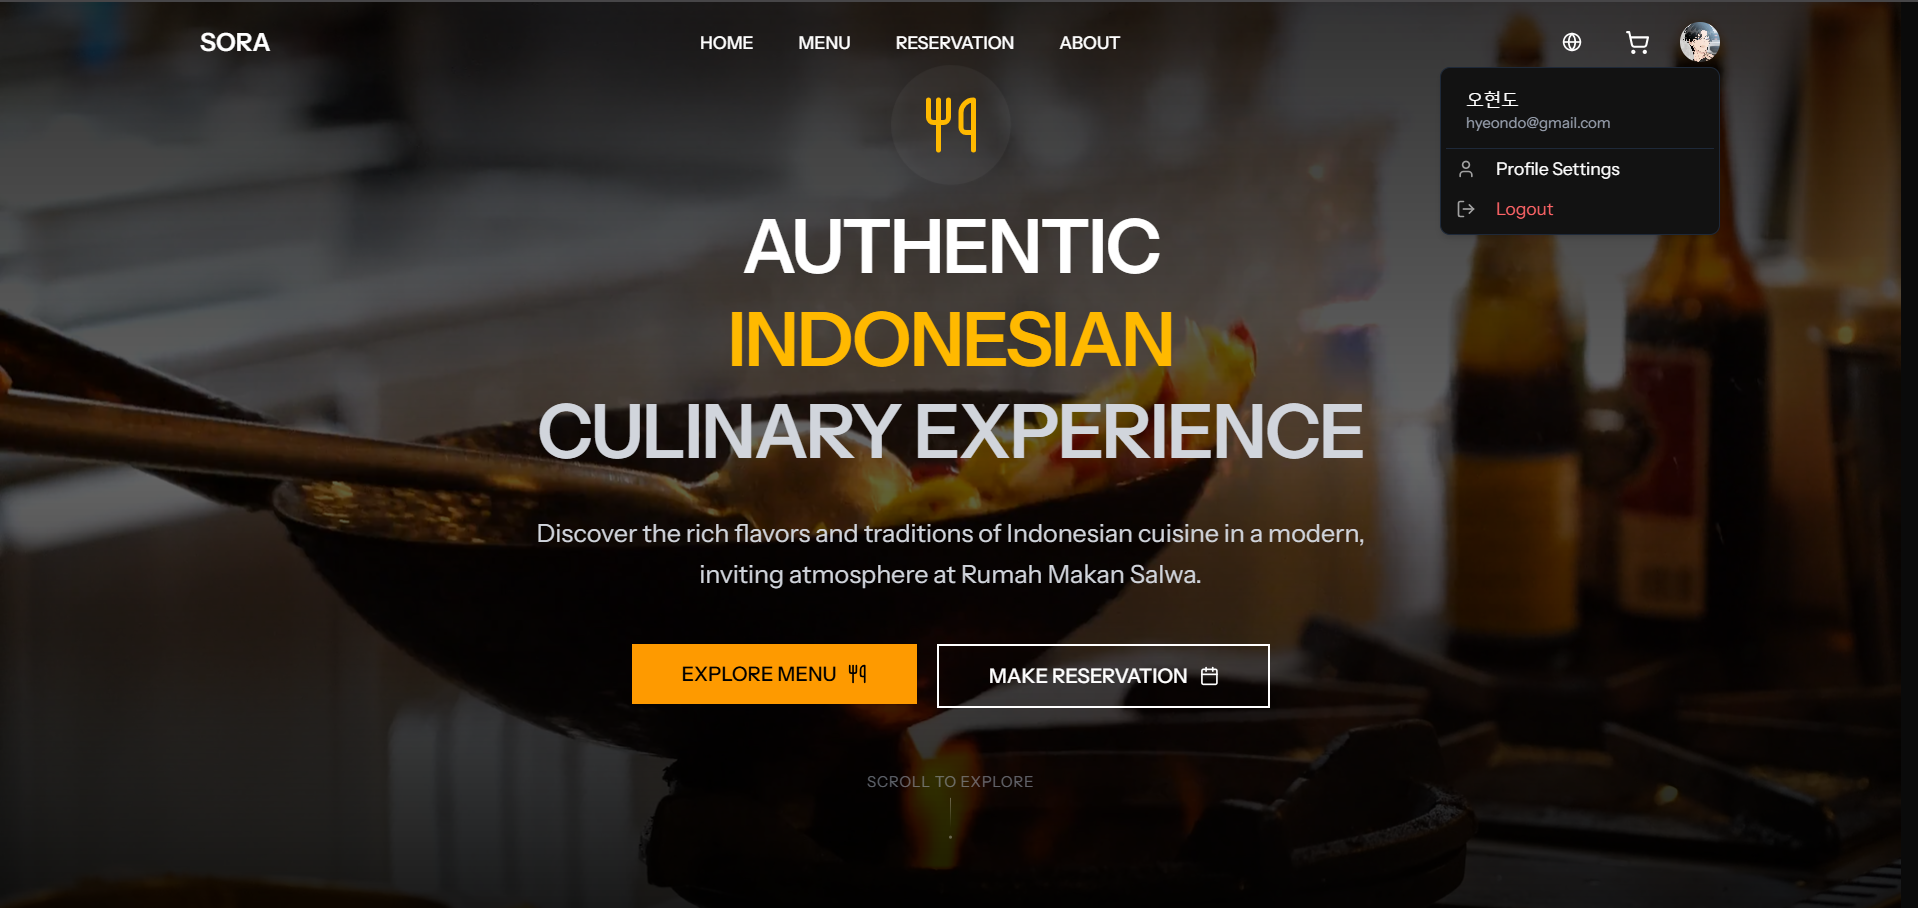 SORA
HOME MENU RESERVATION ABOUT
오현도
hyeondo@gmail.com
Profile Settings
Logout
AUTHENTIC
INDONESIAN
CULINARY EXPERIENCE
Discover the rich flavors and traditions of Indonesian cuisine in a modern,
inviting atmosphere at Rumah Makan Salwa.
EXPLORE MENU
MAKE RESERVATION
SCROLL TO EXPLORE